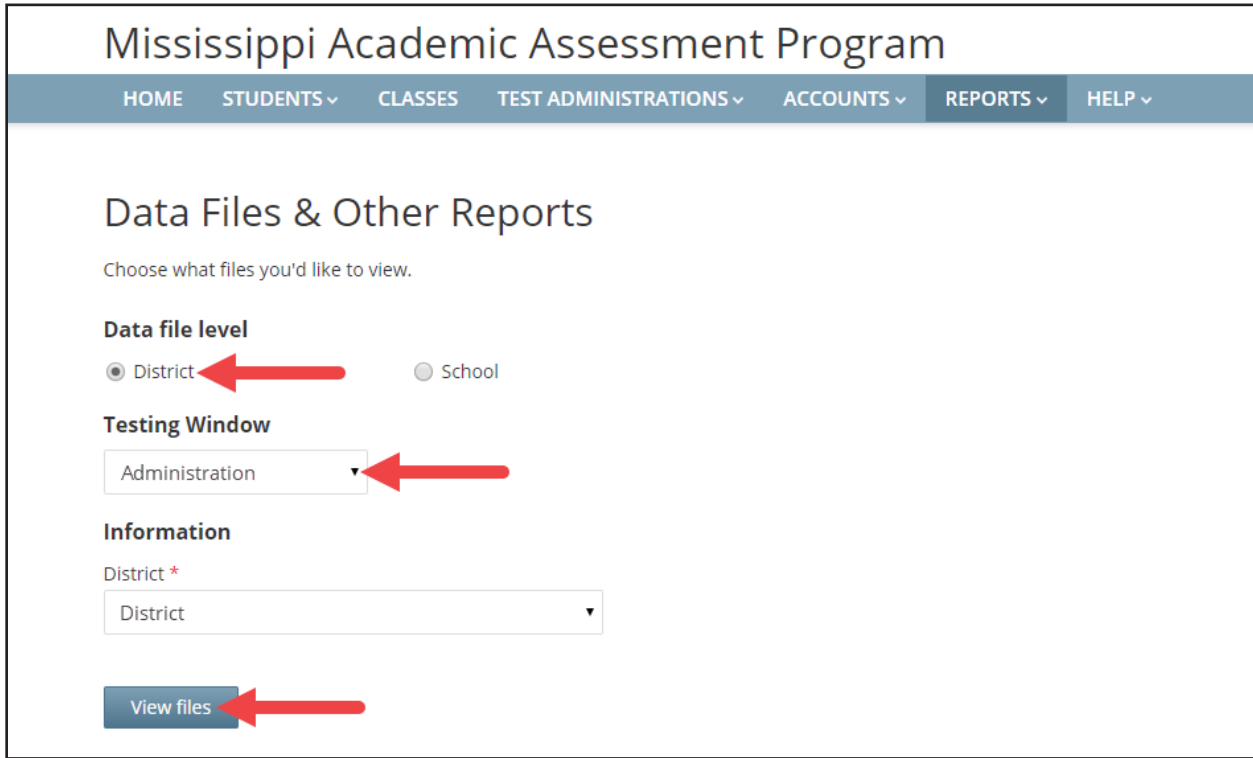 Mississippi Academic Assessment Program
HOME STUDENTS CLASSES TEST ADMINISTRATIONS ACCOUNTS REPORTS HELP
Data Files & Other Reports
Choose what files you'd like to view.
Data file level
District School
Testing Window
Administration
Information
District *
District
View files